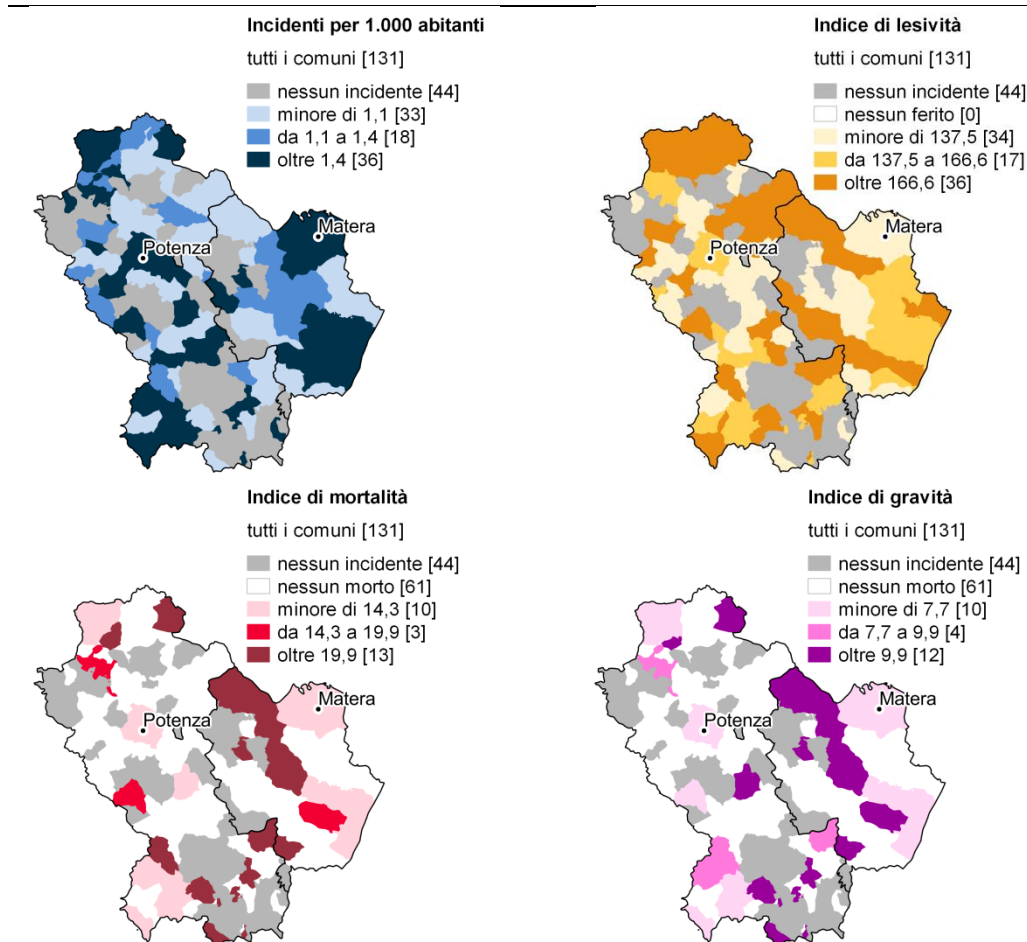 Incidenti per 1.000 abitanti
tutti i comuni [131]
nessun incidente [44]
minore di 1,1 [33]
da 1,1 a 1,4 [18]
oltre 1,4 [36]
Matera
Potenza
Indice di lesività
tutti i comuni [131]
nessun incidente [44]
nessun ferito [0]
minore di 137,5 [34]
da 137,5 a 166,6 [17]
oltre 166,6 [36]
Matera
Potenza
Indice di mortalità
tutti i comuni [131]
nessun incidente [44]
nessun morto [61]
minore di 14,3 [10]
da 14,3 a 19,9 [3]
oltre 19,9 [13]
Matera
Potenza
Indice di gravità
tutti i comuni [131]
nessun incidente [44]
nessun morto [61]
minore di 7,7 [10]
da 7,7 a 9,9 [4]
oltre 9,9 [12]
Matera
Potenza